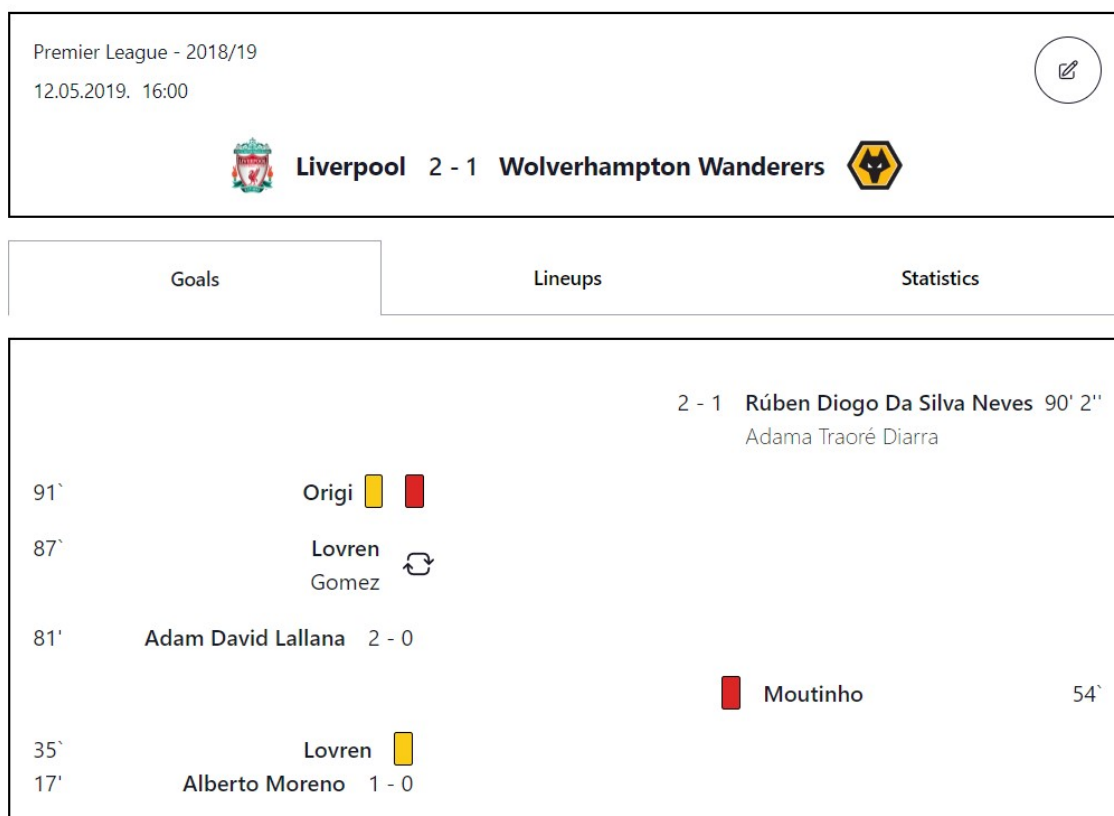 Premier League - 2018/19
12.05.2019. 16:00
Liverpool 2 - 1 Wolverhampton Wanderers
Goals Lineups Statistics
2 - 1 Rúben Diogo Da Silva Neves 90' 2''
Adama Traoré Diarra
91` Origi
87` Lovren
Gomez
81' Adam David Lallana 2 - 0
Moutinho 54`
35` Lovren
17' Alberto Moreno 1 - 0